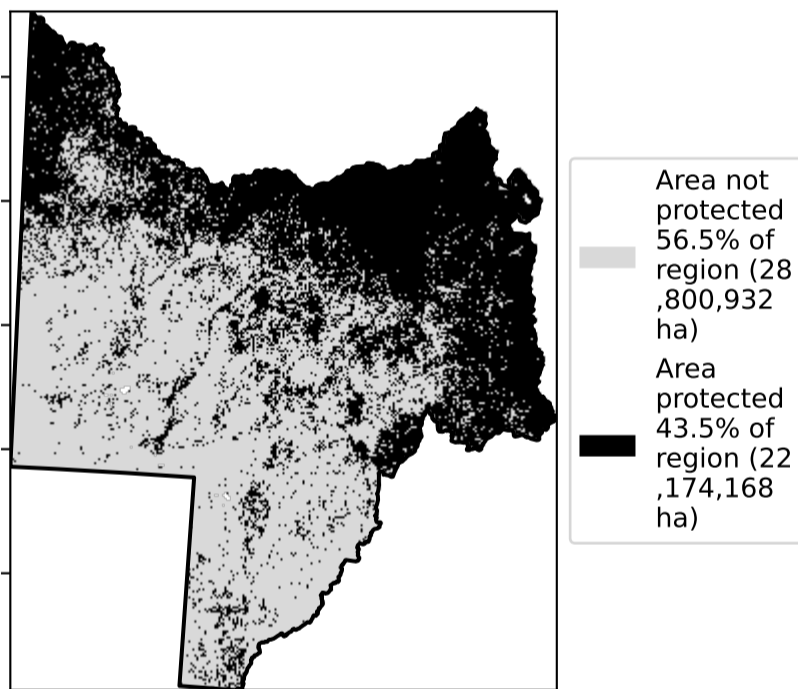 Area not
protected
56.5% of
region (28
,800,932
ha)
Area
protected
43.5% of
region (22
,174,168
ha)